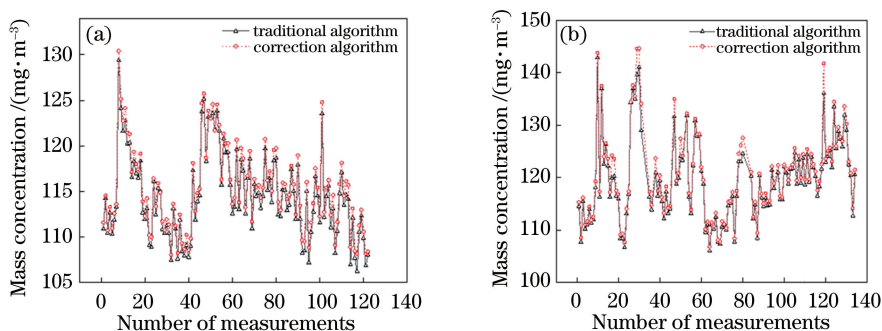 (a)
traditional algorithm
correction algorithm
Mass concentration /(mg·m−3)
130
125
120
115
110
105
0 20 40 60 80 100 120 140
Number of measurements
(b)
traditional algorithm
correction algorithm
Mass concentration /(mg·m−3)
150
140
130
120
110
100
0 20 40 60 80 100 120 140
Number of measurements